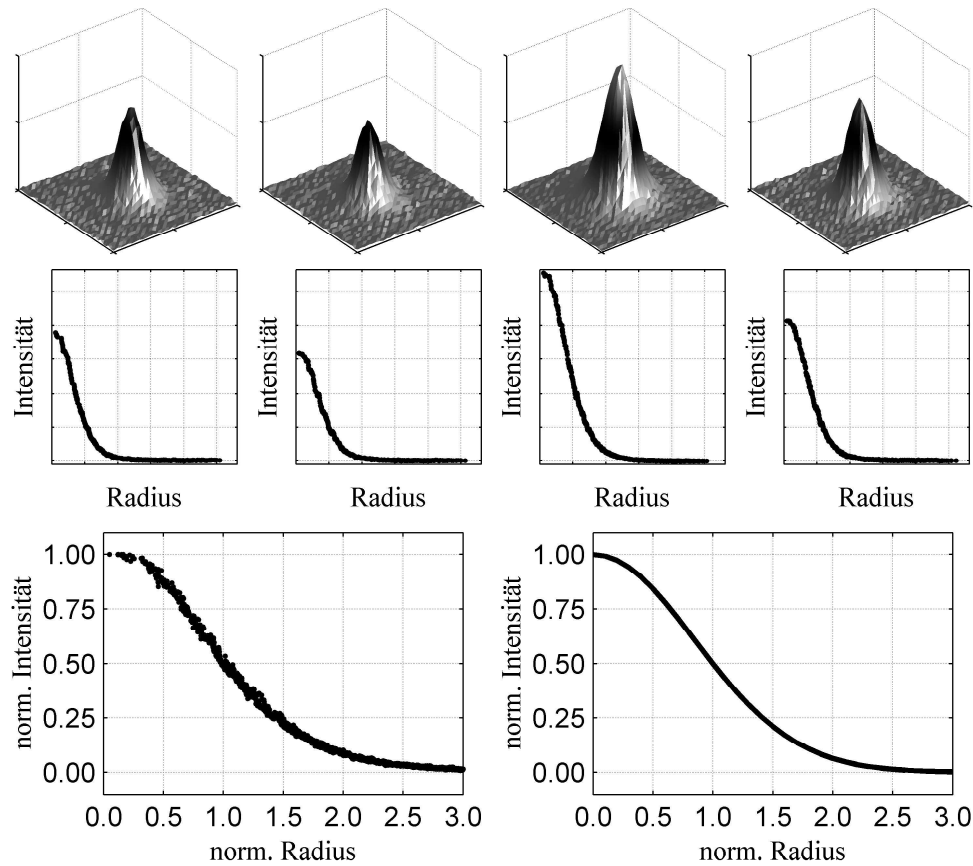 Intensität
Radius
Intensität
Radius
Intensität
Radius
Intensität
Radius
norm. Intensität
1.00
0.75
0.50
0.25
0.00
0.0 0.5 1.0 1.5 2.0 2.5 3.0
norm. Radius
norm. Intensität
1.00
0.75
0.50
0.25
0.00
0.0 0.5 1.0 1.5 2.0 2.5 3.0
norm. Radius